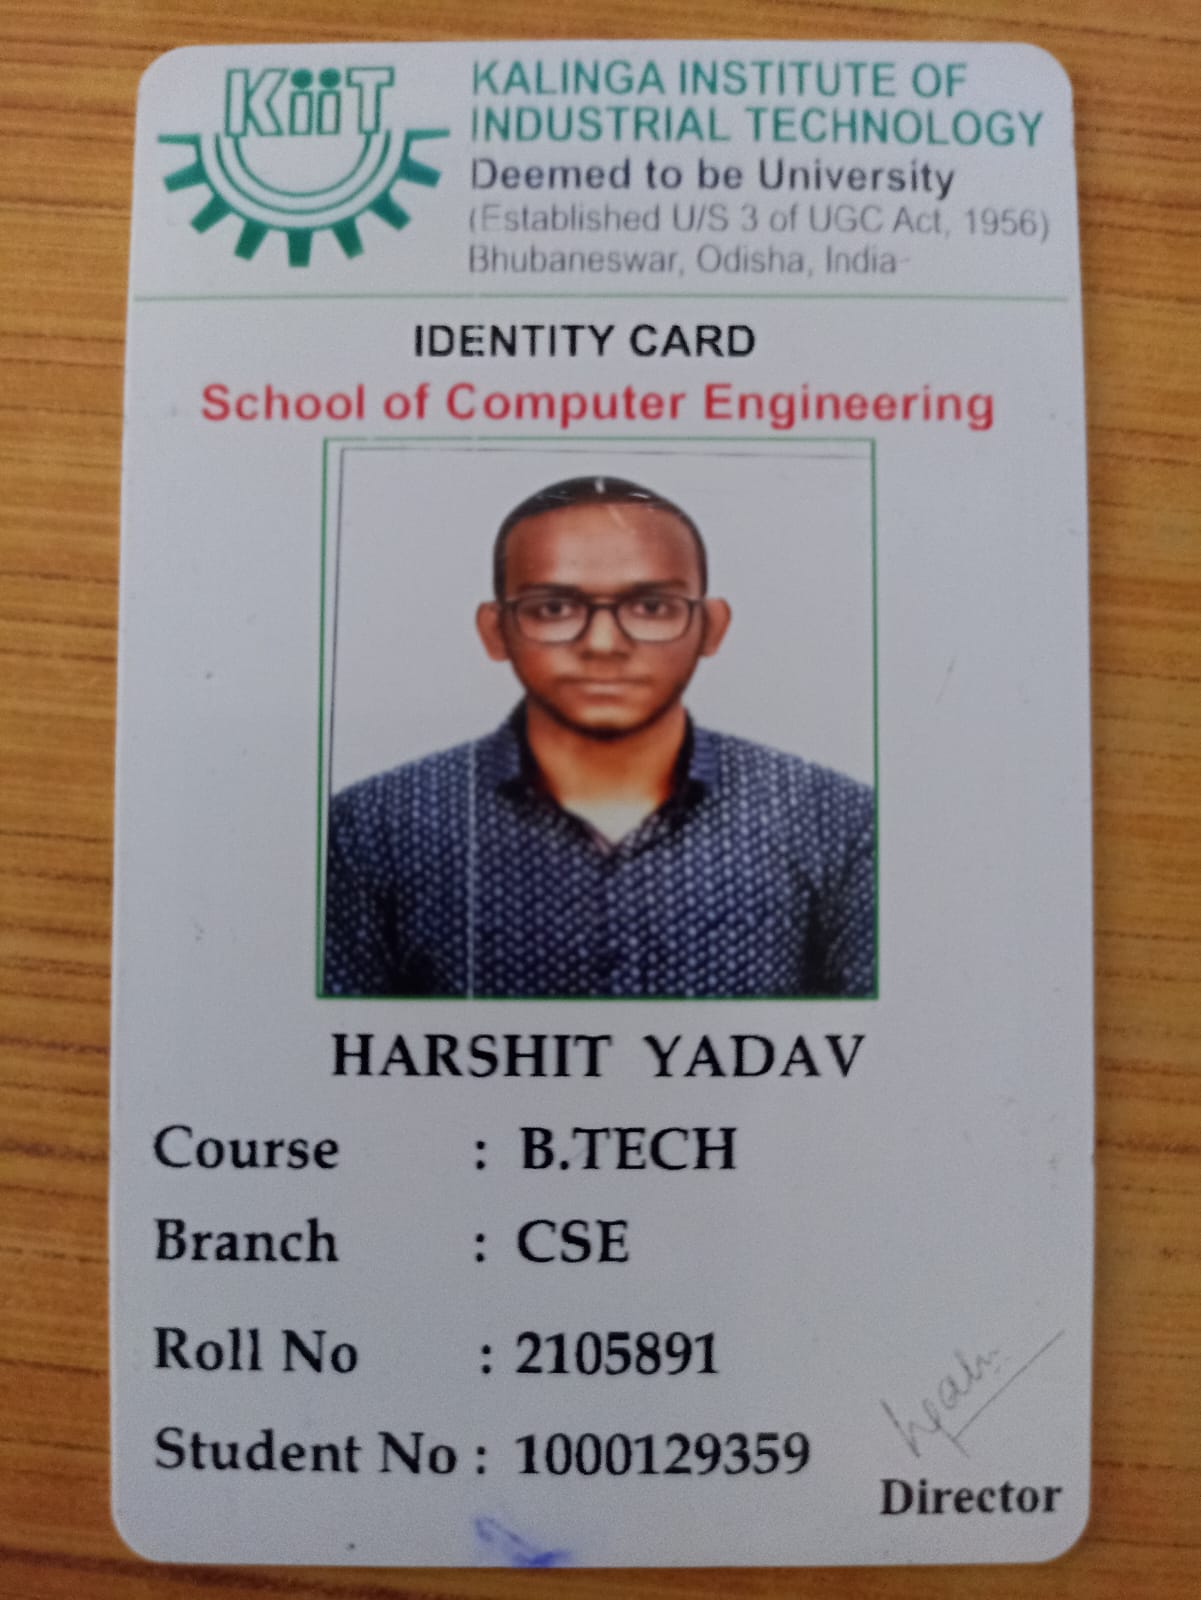 KiiT
KALINGA INSTITUTE OF
INDUSTRIAL TECHNOLOGY
Deemed to be University
(Established U/S 3 of UGC Act, 1956)
Bhubaneswar, Odisha, India
IDENTITY CARD
School of Computer Engineering
HARSHIT YADAV
Course : B.TECH
Branch : CSE
Roll No : 2105891
Student No : 1000129359
Director